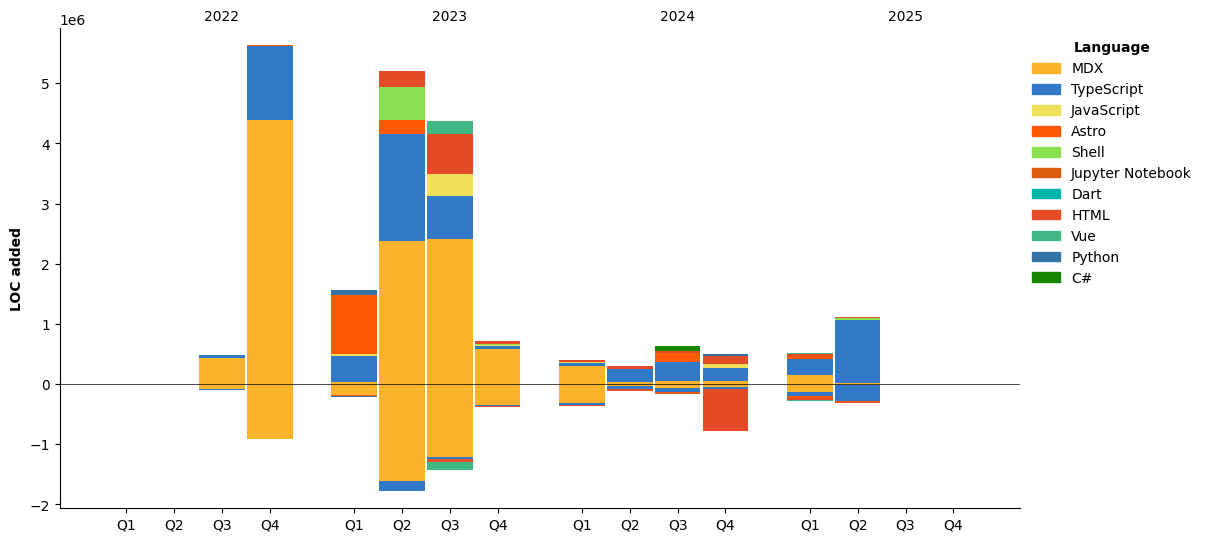 1e6
2022 2023 2024 2025
LOC added
5
4
3
2
1
0
−1
−2
Q1 Q2 Q3 Q4 Q1 Q2 Q3 Q4 Q1 Q2 Q3 Q4 Q1 Q2 Q3 Q4
Language
MDX
TypeScript
JavaScript
Astro
Shell
Jupyter Notebook
Dart
HTML
Vue
Python
C#